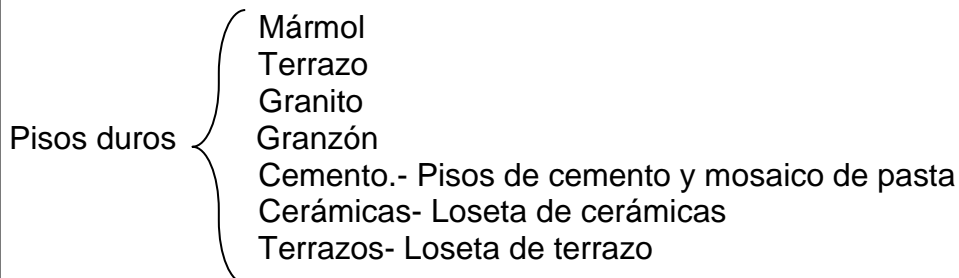 Mármol
Terrazo
Granito
Pisos duros Granzón
Cemento.- Pisos de cemento y mosaico de pasta
Cerámicas- Loseta de cerámicas
Terrazos- Loseta de terrazo